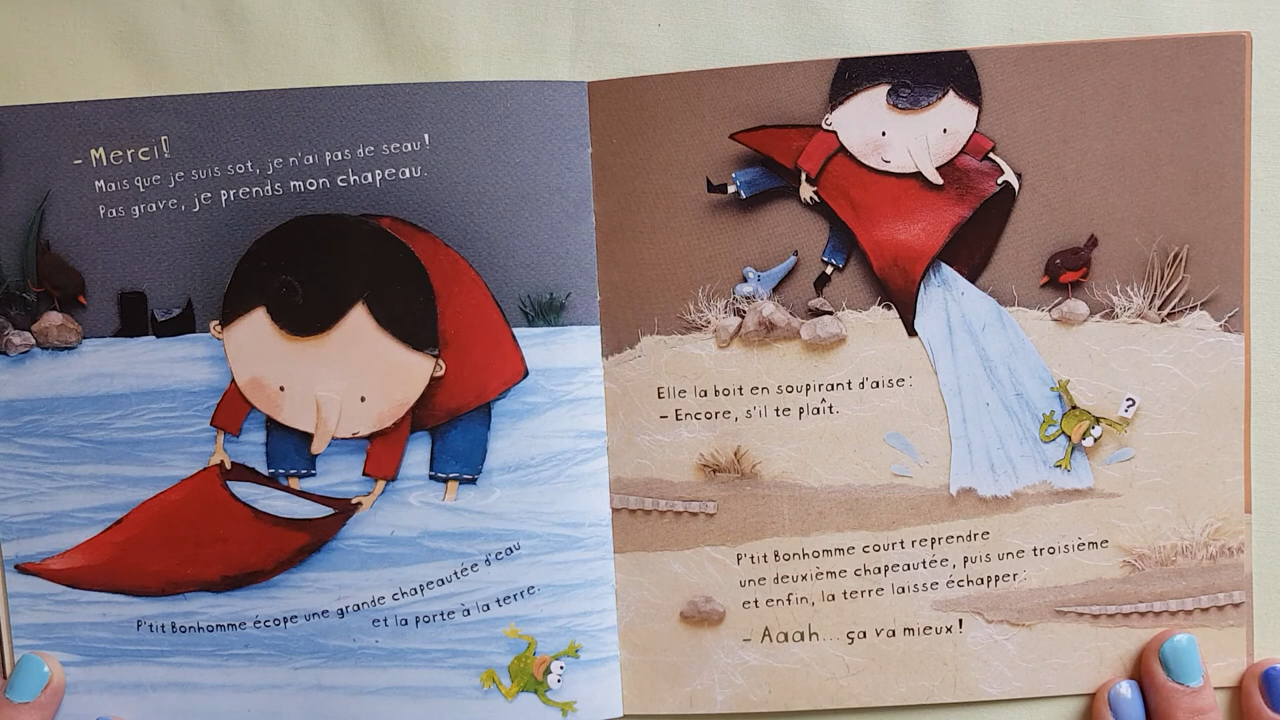 - Merci!
Mais que je suis sot, je n'ai pas de seau!
Pas grave, je prends mon chapeau.
P'tit Bonhomme écope une grande chapeautée d'eau
et la porte à la terre.
Elle la boit en soupirant d'aise:
- Encore, s'il te plaît.
?
P'tit Bonhomme court reprendre
une deuxième chapeautée, puis une troisième
et enfin, la terre laisse échapper:
- Aaah... ça va mieux!